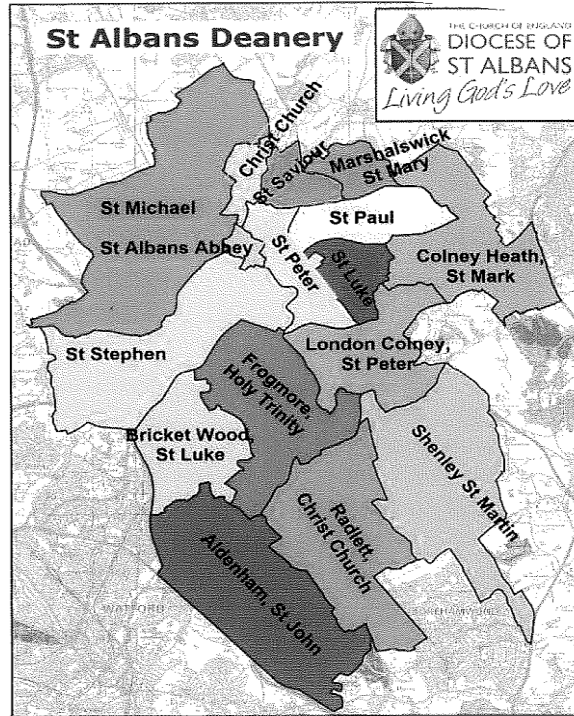 St Albans Deanery
THE CHURCH OF ENGLAND
DIOCESE OF
ST ALBANS
Living God's Love
Christ Church
St Saviour
Marshalswick
St Mary
St Michael
St Paul
St Albans Abbey
St Peter
St Luke
Colney Heath,
St Mark
St Stephen
London Colney,
St Peter
Frogmore,
Holy Trinity
Bricket Wood,
St Luke
Shenley St Martin
Radlett,
Christ Church
Aldenham, St John
WATFORD